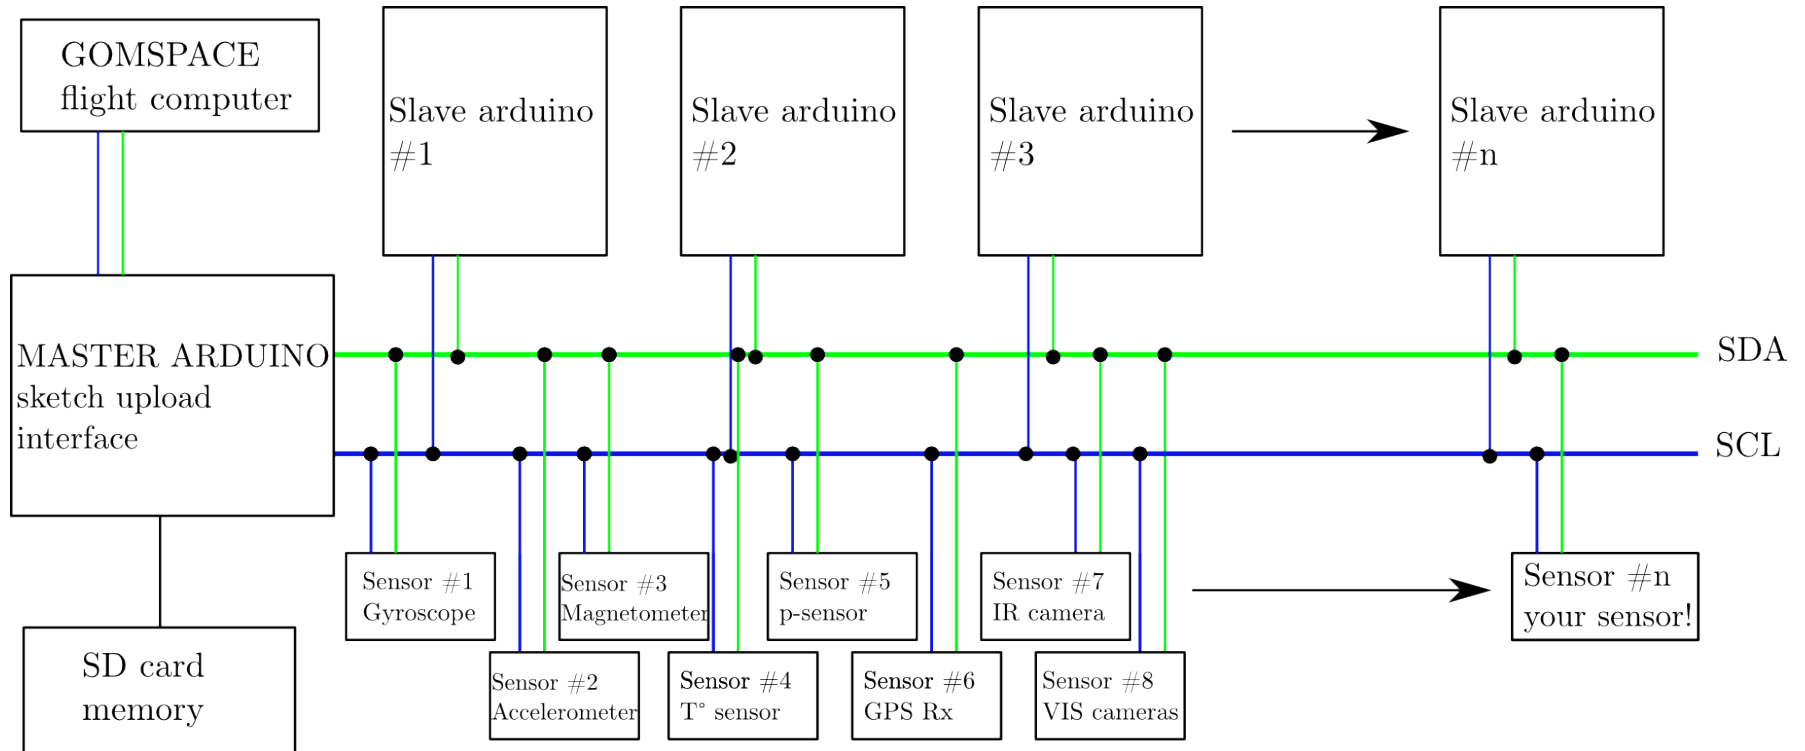 GOMSPACE
flight computer
Slave arduino
#1
Slave arduino
#2
Slave arduino
#3
Slave arduino
#n
MASTER ARDUINO
sketch upload
interface
SDA
SCL
Sensor #1
Gyroscope
Sensor #3
Magnetometer
Sensor #5
p-sensor
Sensor #7
IR camera
Sensor #n
your sensor!
SD card
memory
Sensor #2
Accelerometer
Sensor #4
T° sensor
Sensor #6
GPS Rx
Sensor #8
VIS cameras